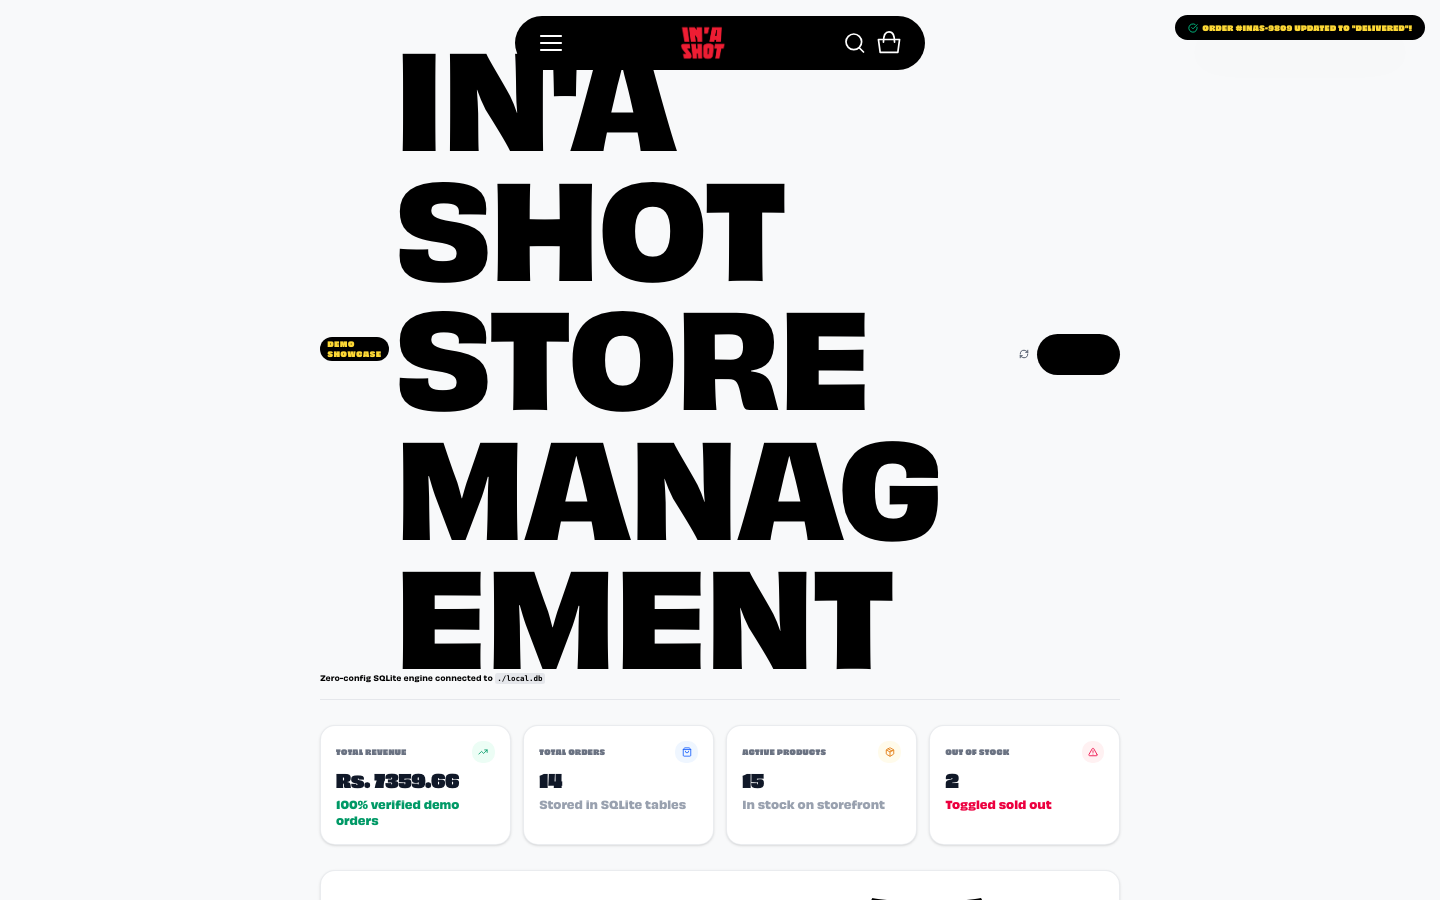 IN'A
SHOT
ORDER #INAS-9809 UPDATED TO "DELIVERED"!
IN'A
SHOT
STORE
MANAG
EMENT
DEMO
SHOWCASE
Zero-config SQLite engine connected to ./local.db
TOTAL REVENUE
Rs. 7359.66
100% verified demo
orders
TOTAL ORDERS
14
Stored in SQLite tables
ACTIVE PRODUCTS
15
In stock on storefront
OUT OF STOCK
2
Toggled sold out